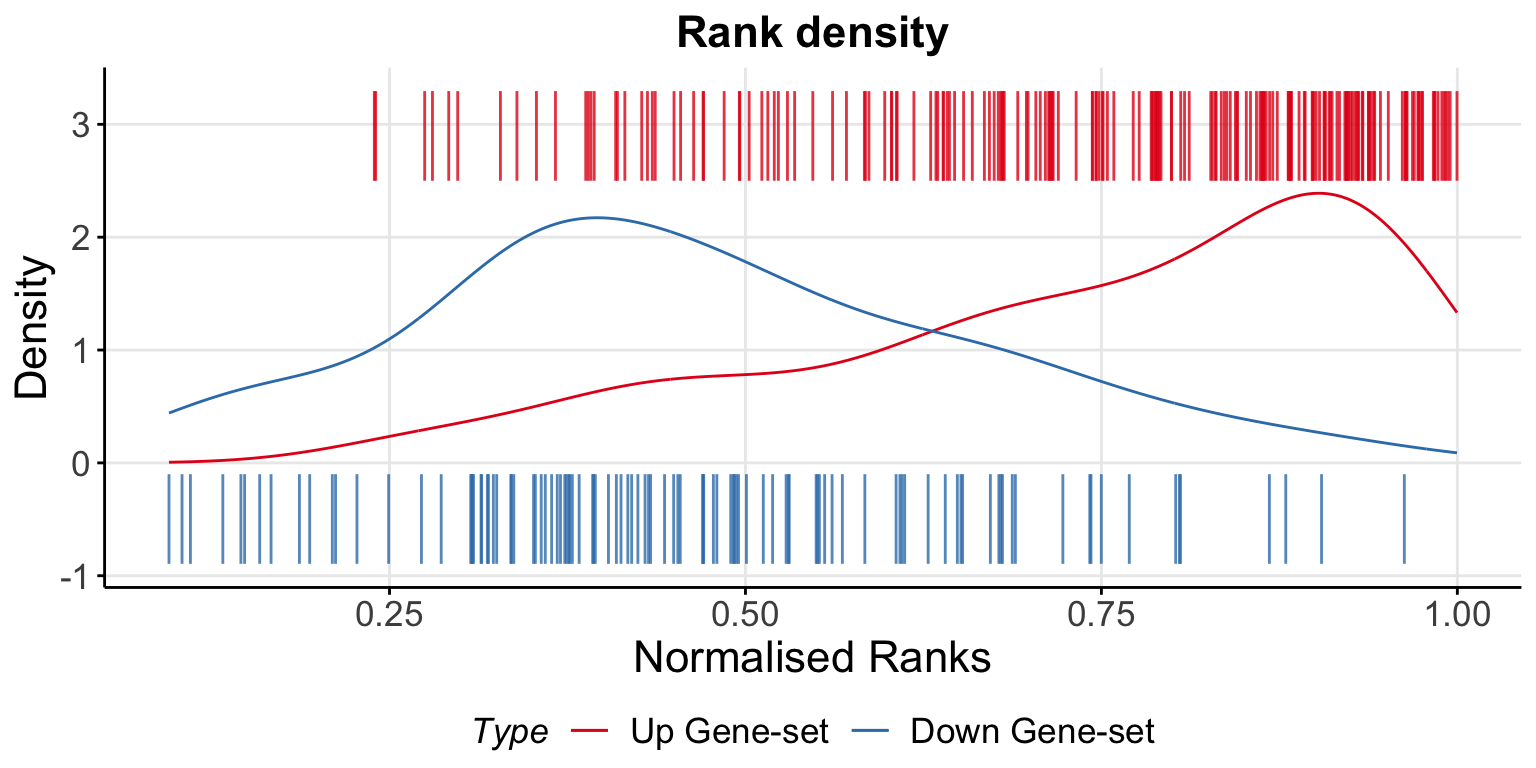 Rank density
3
2
1
0
-1
Density
0.25 0.50 0.75 1.00
Normalised Ranks
Type Up Gene-set Down Gene-set